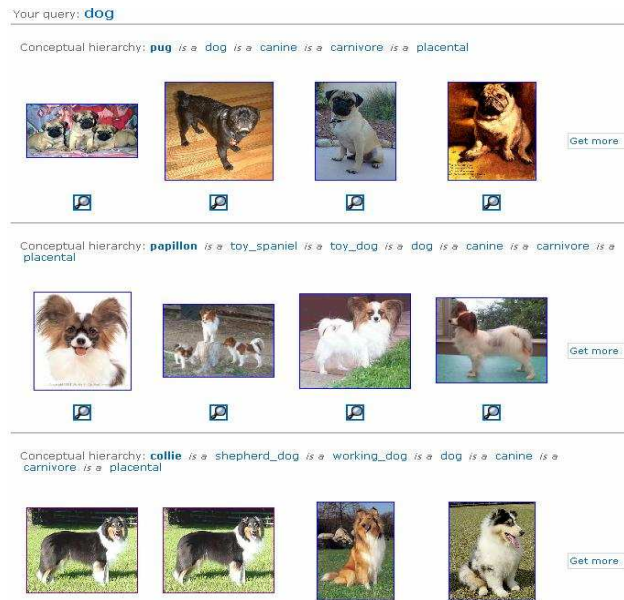 Your query: dog
Conceptual hierarchy: pug is a dog is a canine is a carnivore is a placental
Get more
Conceptual hierarchy: papillon is a toy_spaniel is a toy_dog is a dog is a canine is a carnivore is a
placental
Get more
Conceptual hierarchy: collie is a shepherd_dog is a working_dog is a dog is a canine is a
carnivore is a placental
Get more